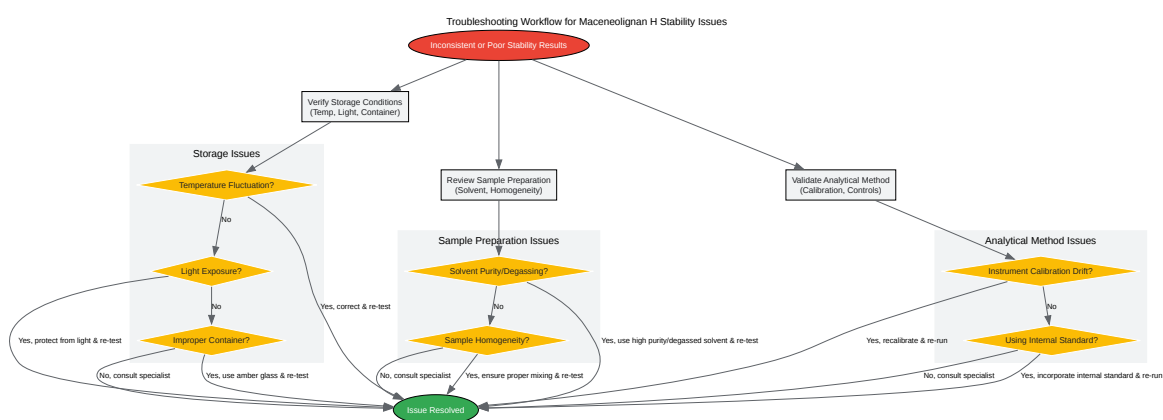 Troubleshooting Workflow for Maceneolignan H Stability Issues
Inconsistent or Poor Stability Results
Verify Storage Conditions
(Temp, Light, Container)
Storage Issues
Temperature Fluctuation?
Review Sample Preparation
(Solvent, Homogeneity)
Validate Analytical Method
(Calibration, Controls)
No
Sample Preparation Issues
Analytical Method Issues
Light Exposure?
Solvent Purity/Degassing?
Instrument Calibration Drift?
No
Yes, correct & re-test
No
No
Yes, protect from light & re-test
Improper Container?
Sample Homogeneity?
Yes, use high purity/degassed solvent & re-test
Yes, recalibrate & re-run
Using Internal Standard?
No, consult specialist
Yes, use amber glass & re-test
No, consult specialist
Yes, ensure proper mixing & re-test
No, consult specialist
Yes, incorporate internal standard & re-run
Issue Resolved